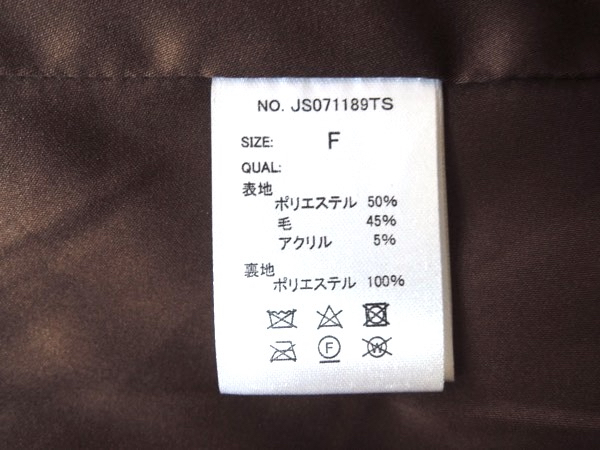 NO. JS071189TS
SIZE: F
QUAL:
表地
ポリエステル 50%
毛 45%
アクリル 5%
裏地
ポリエステル 100%
F W